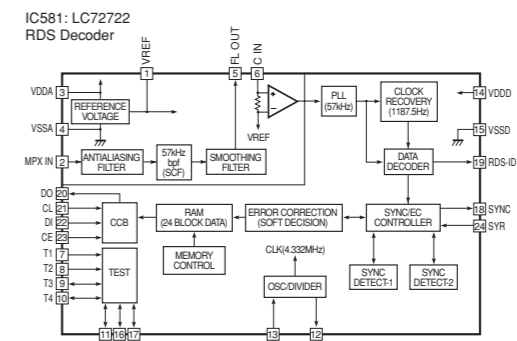 IC581: LC72722
RDS Decoder
VREF
FL OUT
C IN
1
5
6
VDDA 3
REFERENCE
VOLTAGE
VSSA 4
+
-
VREF
PLL
(57kHz)
CLOCK
RECOVERY
(1187.5Hz)
14 VDDD
15 VSSD
MPX IN 2
ANTIALIASING
FILTER
57kHz
bpf
(SCF)
SMOOTHING
FILTER
DATA
DECODER
19 RDS-ID
DO 20
CL 21
DI 22
CE 23
CCB
RAM
(24 BLOCK DATA)
ERROR CORRECTION
(SOFT DECISION)
SYNC/EC
CONTROLLER
18 SYNC
24 SYR
T1 7
T2 8
T3 9
T4 10
TEST
MEMORY
CONTROL
CLK(4.332MHz)
OSC/DIVIDER
SYNC
DETECT-1
SYNC
DETECT-2
11 16 17
13
12